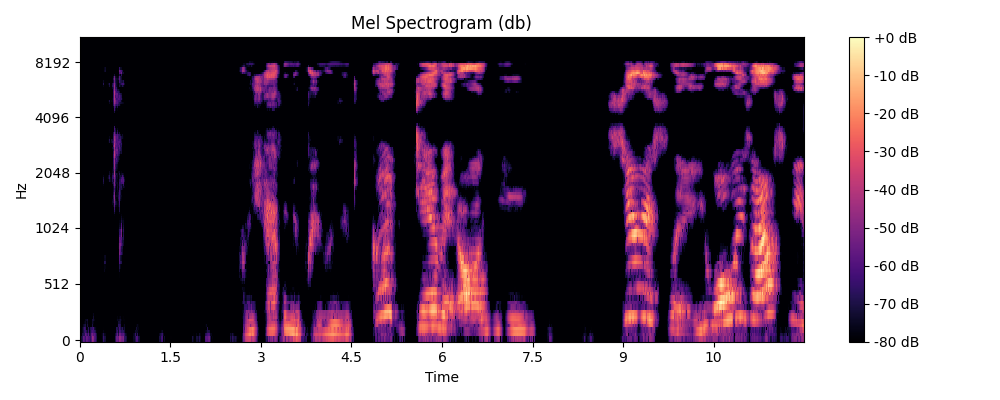 Mel Spectrogram (db)
8192
4096
2048
1024
512
0
Hz
0 1.5 3 4.5 6 7.5 9 10
Time
+0 dB
-10 dB
-20 dB
-30 dB
-40 dB
-50 dB
-60 dB
-70 dB
-80 dB